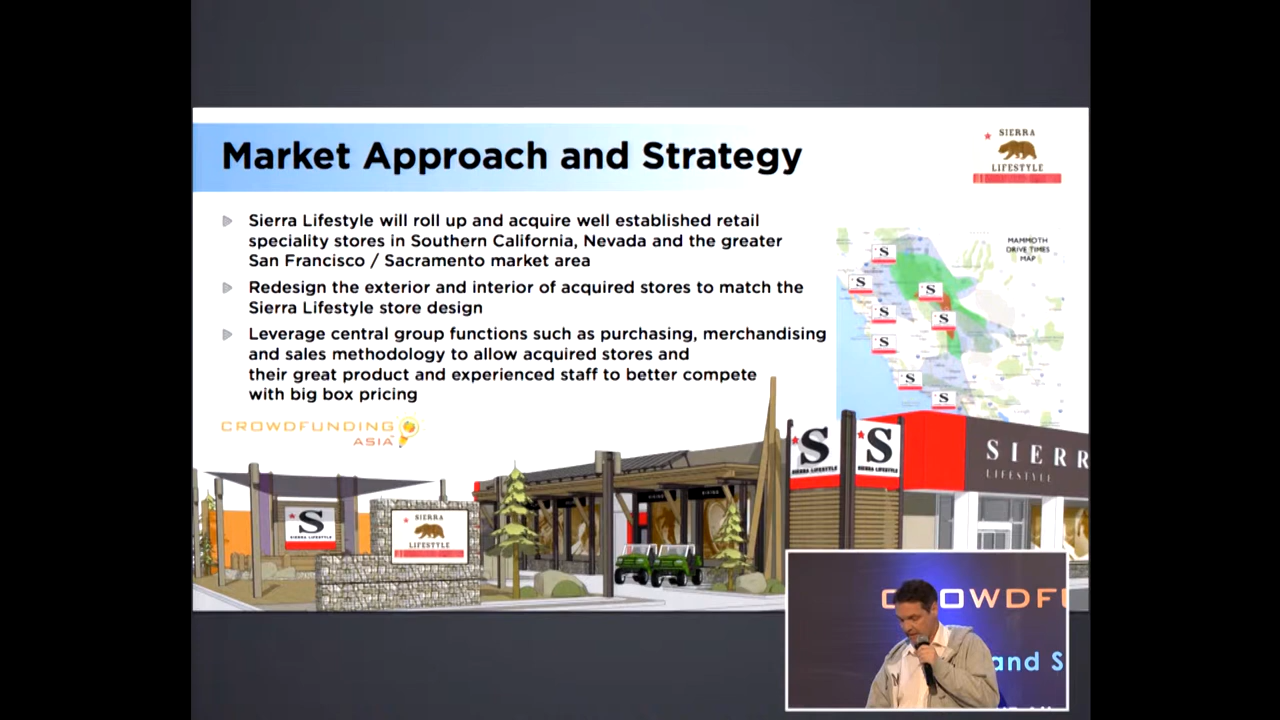 Market Approach and Strategy
SIERRA
LIFESTYLE
Sierra Lifestyle will roll up and acquire well established retail
speciality stores in Southern California, Nevada and the greater
San Francisco / Sacramento market area
Redesign the exterior and interior of acquired stores to match the
Sierra Lifestyle store design
Leverage central group functions such as purchasing, merchandising
and sales methodology to allow acquired stores and
their great product and experienced staff to better compete
with big box pricing
MAMMOTH
DRIVE TIMES
MAP
S
S
S
S
S
S
S
S
CROWDFUNDING
ASIA
S
SIERRA LIFESTYLE
S
SIERRA LIFESTYLE
SIERR
LIFESTYLE
S
SIERRA LIFESTYLE
SIERRA
LIFESTYLE
CROWDFU
and S